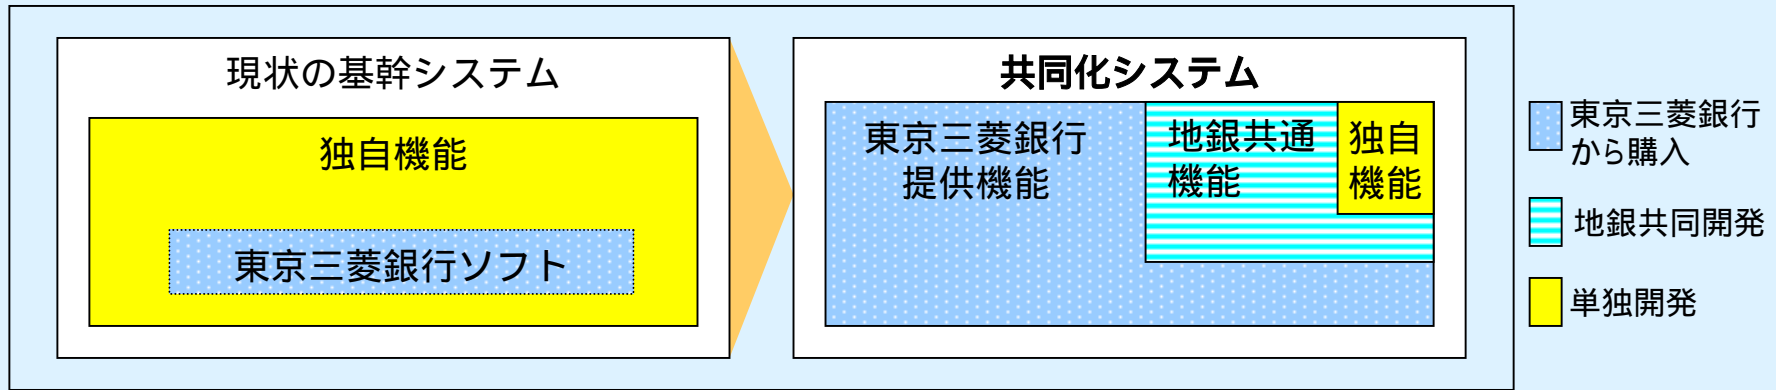 現状の基幹システム
独自機能
東京三菱銀行ソフト
共同化システム
東京三菱銀行
提供機能
地銀共通
機能
独自
機能
東京三菱銀行
から購入
地銀共同開発
単独開発